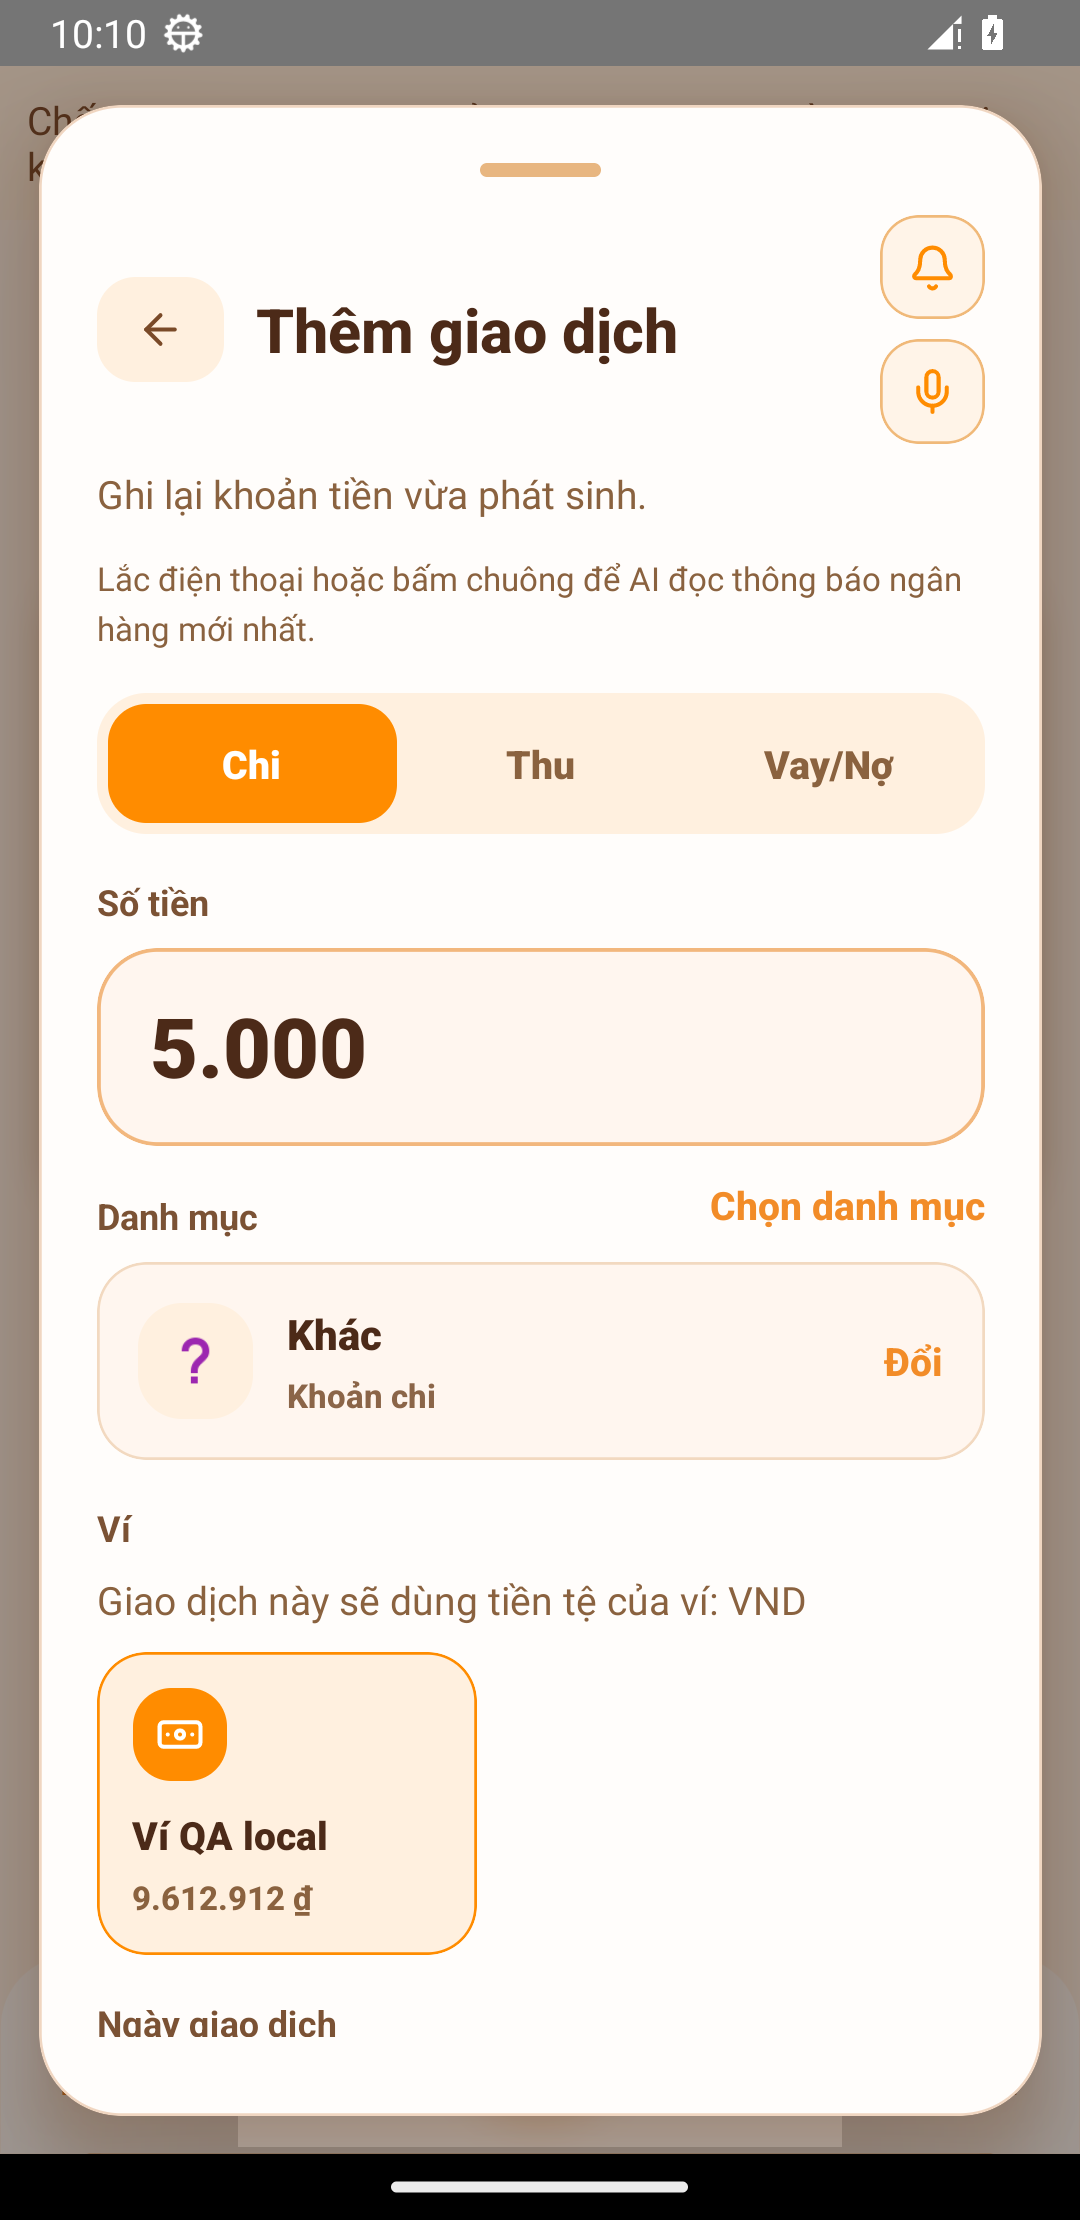 10:10
Thêm giao dịch
Ghi lại khoản tiền vừa phát sinh.
Lắc điện thoại hoặc bấm chuông để AI đọc thông báo ngân
hàng mới nhất.
Chi
Thu
Vay/Nợ
Số tiền
5.000
Danh mục
Chọn danh mục
?
Khác
Khoản chi
Đổi
Ví
Giao dịch này sẽ dùng tiền tệ của ví: VND
Ví QA local
9.612.912 ₫
Ngày giao dịch